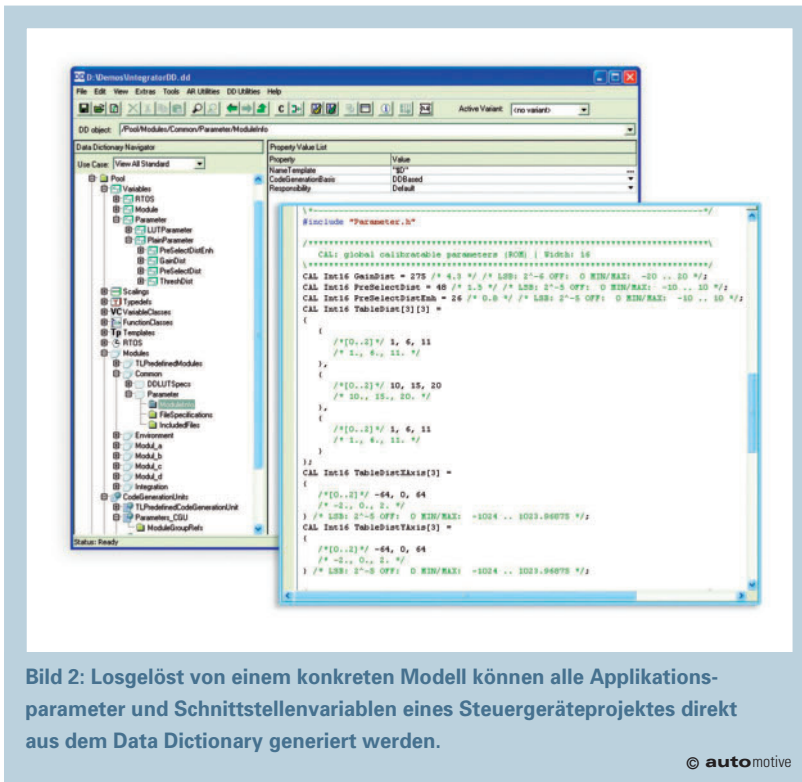 D:\Demos\IntegratorDD.dd
File Edit View Extras Tools AR Utilities DD Utilities Help
Active Variant: (no variant)
DD object: /Pool/Modules/Common/Parameter/ModuleInfo
Data Dictionary Navigator
Use Case: View All Standard
Pool
Variables
RTOS
Module
Parameter
LUTParameter
PlainParameter
PreSelectDistEnh
GainDist
PreSelectDist
ThreshDist
Scalings
Typedefs
VariableClasses
FunctionClasses
Templates
RTOS
Modules
TLPredefinedModules
Common
DDLUTSpecs
Parameter
ModuleInfo
FileSpecifications
IncludedFiles
Environment
Modul_a
Modul_b
Modul_c
Modul_d
Integration
CodeGenerationUnits
TLPredefinedCodeGenerationUnit
Parameters_CGU
ModuleGroupRefs
Status: Ready
Property Value List
Property Value
NameTemplate "$D"
CodeGenerationBasis DDBased
Responsibility Default
#include "Parameter.h"
CAL: global calibratable parameters (ROM) | Width: 16
CAL Int16 GainDist = 275 /* 4.3 */ /* LSB: 2^-6 OFF: 0 MIN/MAX: -20 .. 20 */;
CAL Int16 PreSelectDist = 48 /* 1.5 */ /* LSB: 2^-5 OFF: 0 MIN/MAX: -10 .. 10 */;
CAL Int16 PreSelectDistEnh = 26 /* 0.8 */ /* LSB: 2^-5 OFF: 0 MIN/MAX: -10 .. 10 */;
CAL Int16 TableDist[3][3] =
{
{
/*[0..2]*/ 1, 6, 11
/* 1., 6., 11. */
},
{
/*[0..2]*/ 10, 15, 20
/* 10., 15., 20. */
},
{
/*[0..2]*/ 1, 6, 11
/* 1., 6., 11. */
}
};
CAL Int16 TableDistXAxis[3] =
{
/*[0..2]*/ -64, 0, 64
/* -2., 0., 2. */
} /* LSB: 2^-5 OFF: 0 MIN/MAX: -1024 .. 1023.96875 */;
CAL Int16 TableDistYAxis[3] =
{
/*[0..2]*/ -64, 0, 64
/* -2., 0., 2. */
} /* LSB: 2^-5 OFF: 0 MIN/MAX: -1024 .. 1023.96875 */;
Bild 2: Losgelöst von einem konkreten Modell können alle Applikations-
parameter und Schnittstellenvariablen eines Steuergeräteprojektes direkt
aus dem Data Dictionary generiert werden.
© automotive